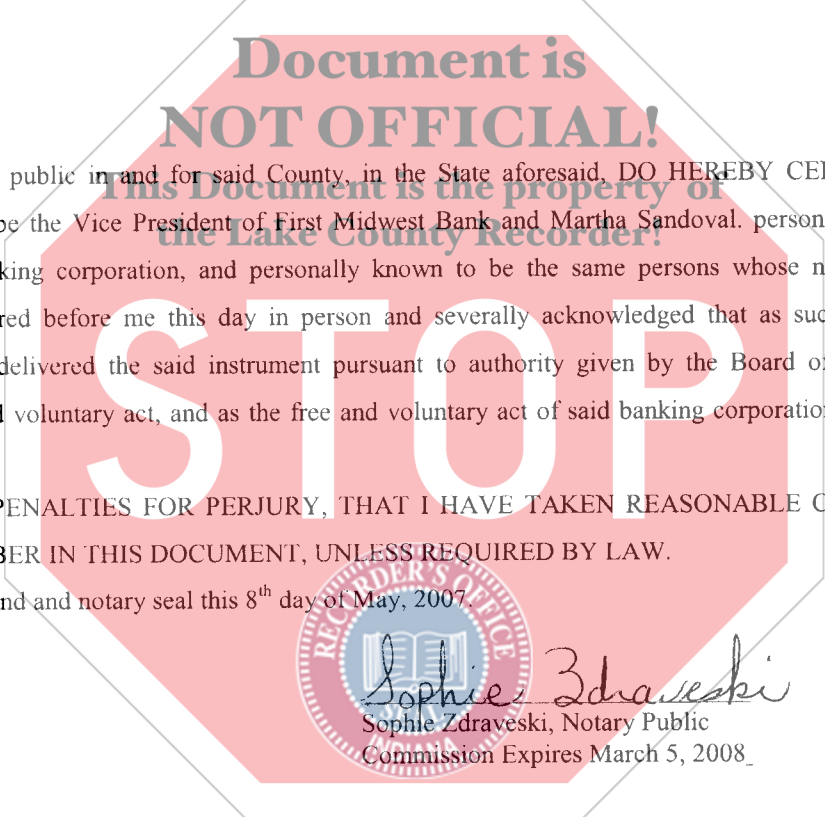 Document is
NOT OFFICIAL!
public in and for said County, in the State aforesaid, DO HEREBY CE
This Document is the property of
be the Vice President of First Midwest Bank and Martha Sandoval. person
the Lake County Recorder!
king corporation, and personally known to be the same persons whose n
red before me this day in person and severally acknowledged that as suc
delivered the said instrument pursuant to authority given by the Board o
voluntary act, and as the free and voluntary act of said banking corporatio
STOP
PENALTIES FOR PERJURY, THAT I HAVE TAKEN REASONABLE C
BER IN THIS DOCUMENT, UNLESS REQUIRED BY LAW.
nd and notary seal this 8th day of May, 2007.
RECORDER'S OFFICE
SEAL
INDIANA
Sophie Zdraveski
Sophie Zdraveski, Notary Public
Commission Expires March 5, 2008